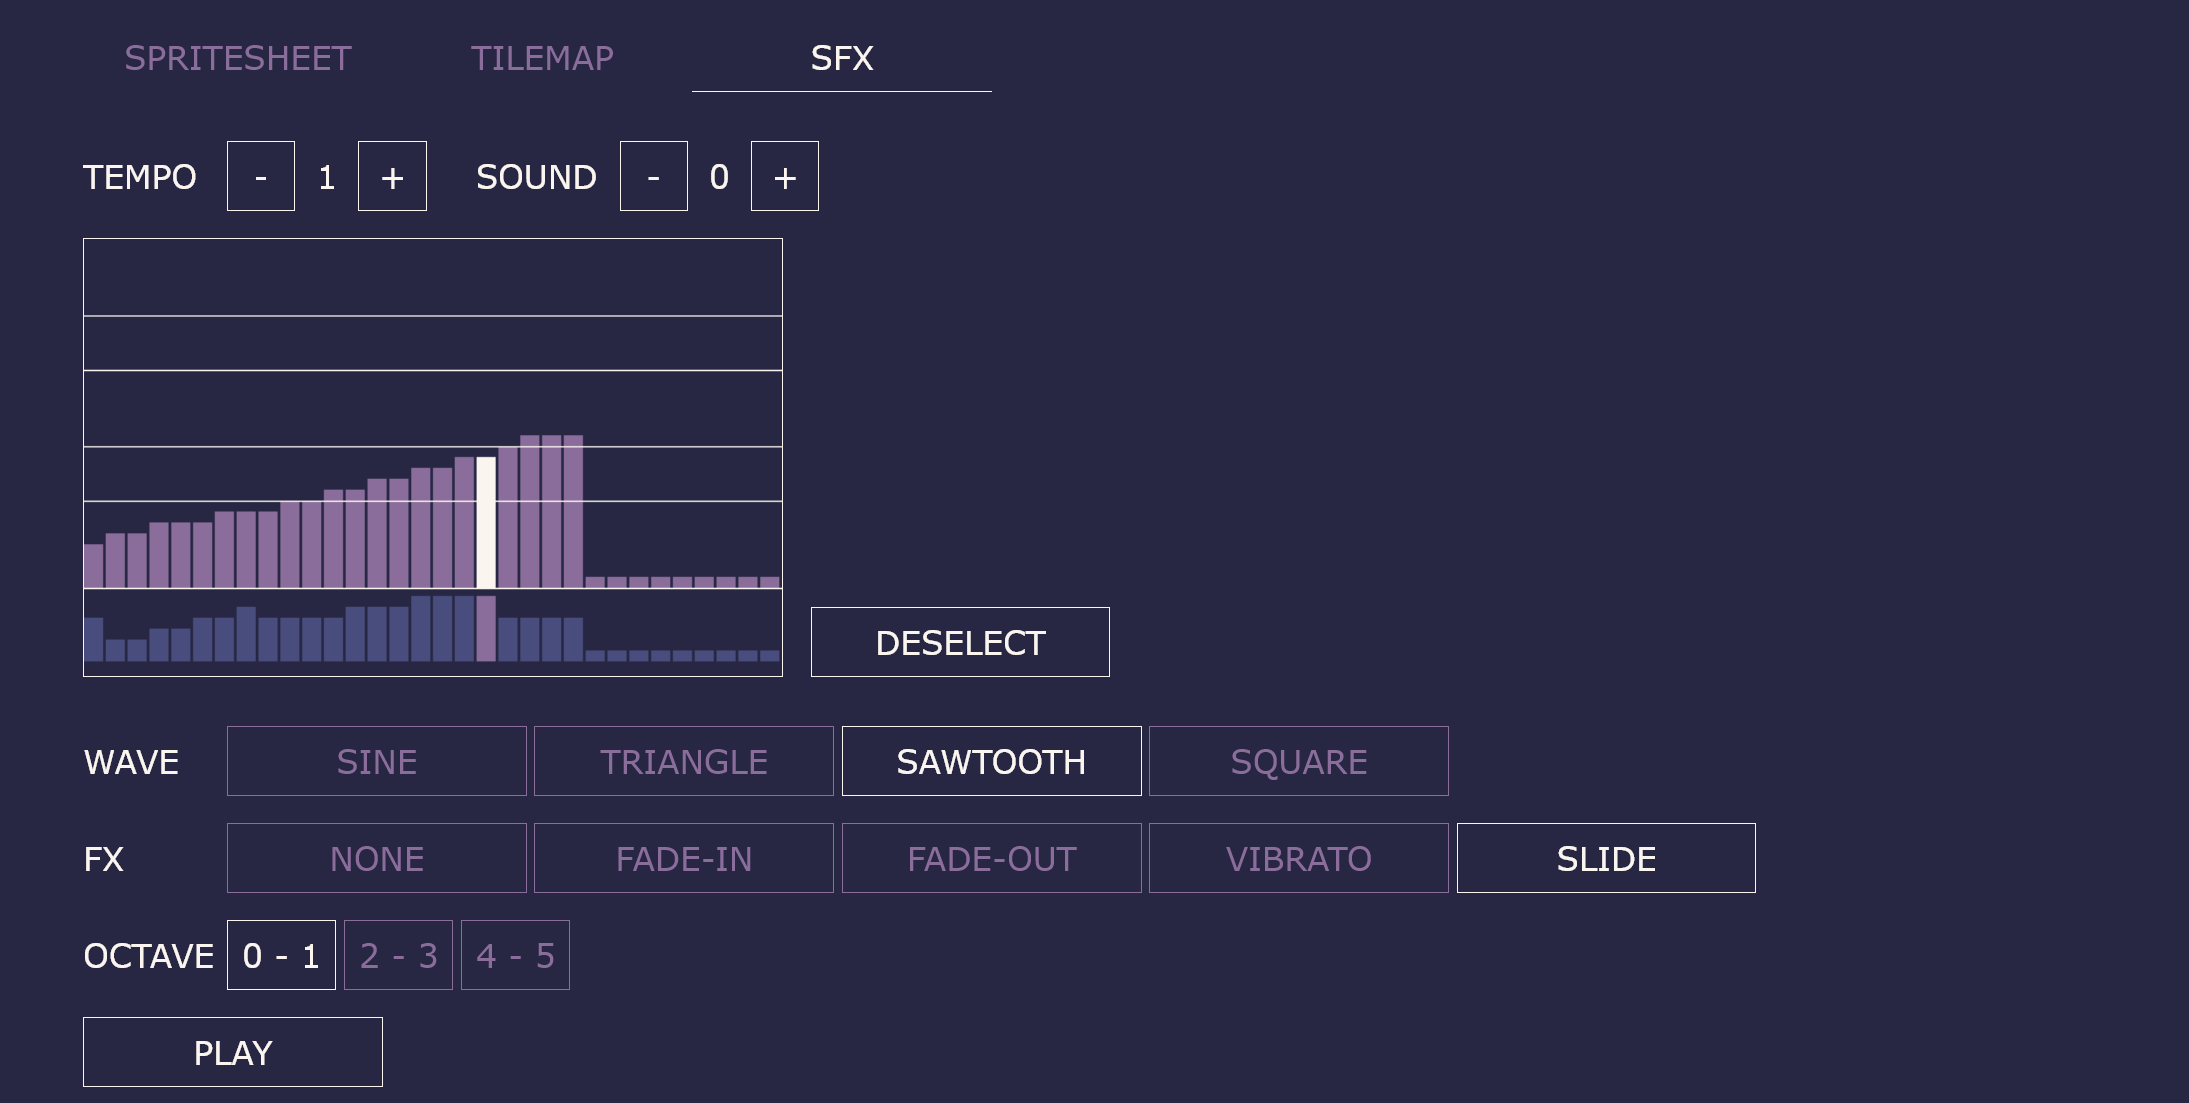 SPRITESHEET TILEMAP SFX
TEMPO - 1 + SOUND - 0 +
DESELECT
WAVE SINE TRIANGLE SAWTOOTH SQUARE
FX NONE FADE-IN FADE-OUT VIBRATO SLIDE
OCTAVE 0 - 1 2 - 3 4 - 5
PLAY